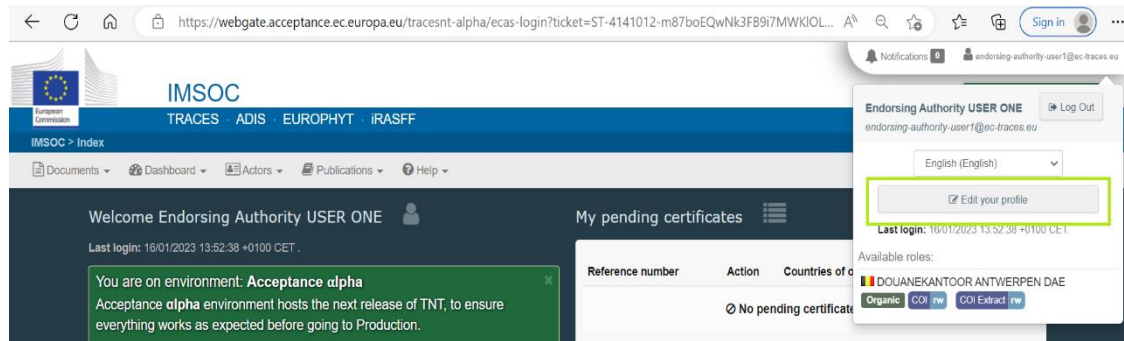 https://webgate.acceptance.ec.europa.eu/tracesnt-alpha/ecas-login?ticket=ST-4141012-m87boEQwNk3FB9i7MWKlOL...
Sign in
Notifications 0 endorsing-authority-user1@ec-traces.eu
European
Commission
IMSOC
TRACES · ADIS · EUROPHYT · iRASFF
IMSOC > Index
Documents Dashboard Actors Publications Help
Endorsing Authority USER ONE
Log Out
endorsing-authority-user1@ec-traces.eu
English (English)
Edit your profile
Last login: 16/01/2023 13:52:38 +0100 CET.
Available roles:
DOUANEKANTOOR ANTWERPEN DAE
Organic COI rw COI Extract rw
Welcome Endorsing Authority USER ONE
Last login: 16/01/2023 13:52:38 +0100 CET .
You are on environment: Acceptance αlpha
Acceptance αlpha environment hosts the next release of TNT, to ensure
everything works as expected before going to Production.
My pending certificates
Reference number Action Countries of
No pending certificate